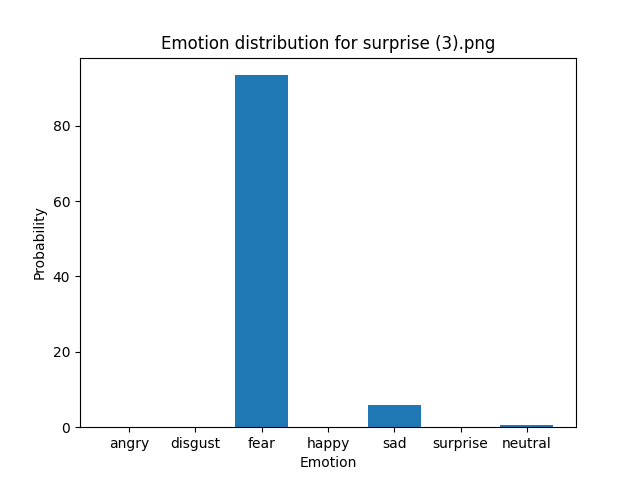 Emotion distribution for surprise (3).png
Probability
80
60
40
20
0
angry disgust fear happy sad surprise neutral
Emotion